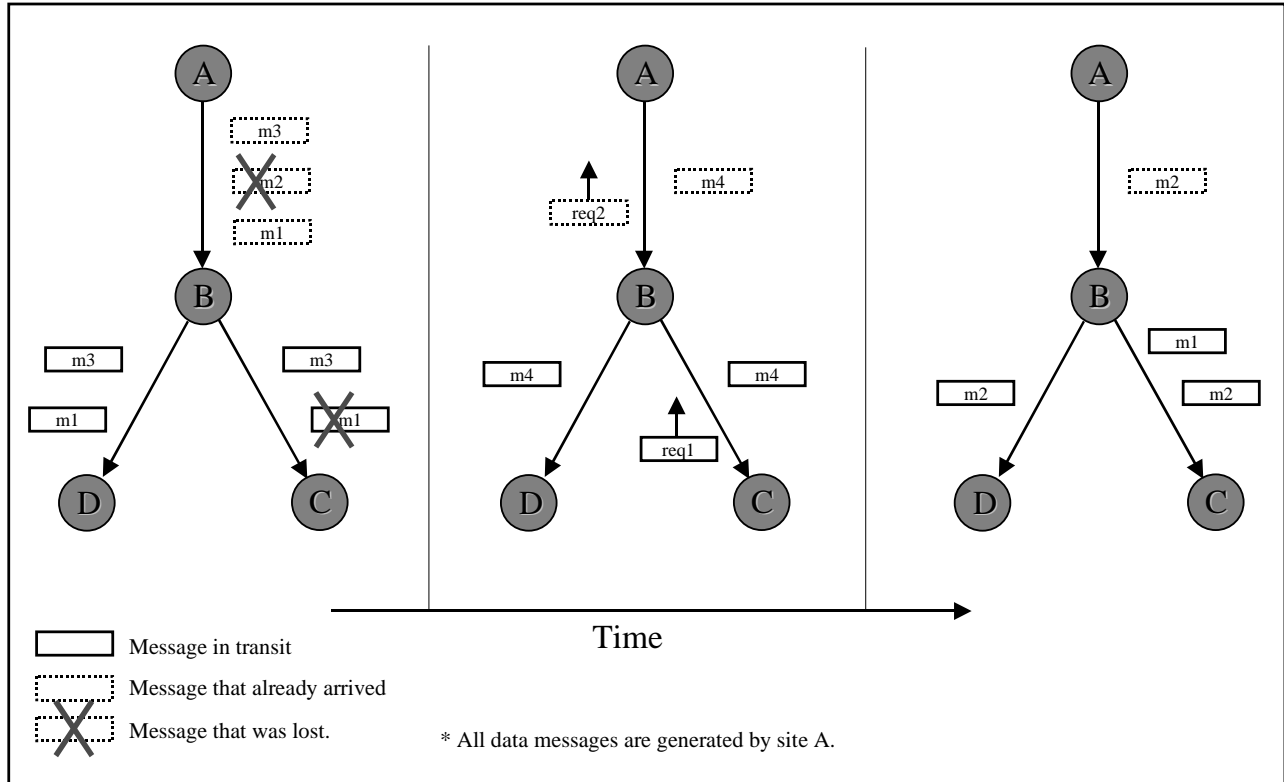 A
m3
m2
m1
B
m3
m3
m1
m1
D
C
A
m4
req2
B
m4
m4
req1
D
C
A
m2
B
m1
m2
m2
D
C
Time
Message in transit
Message that already arrived
Message that was lost.
* All data messages are generated by site A.